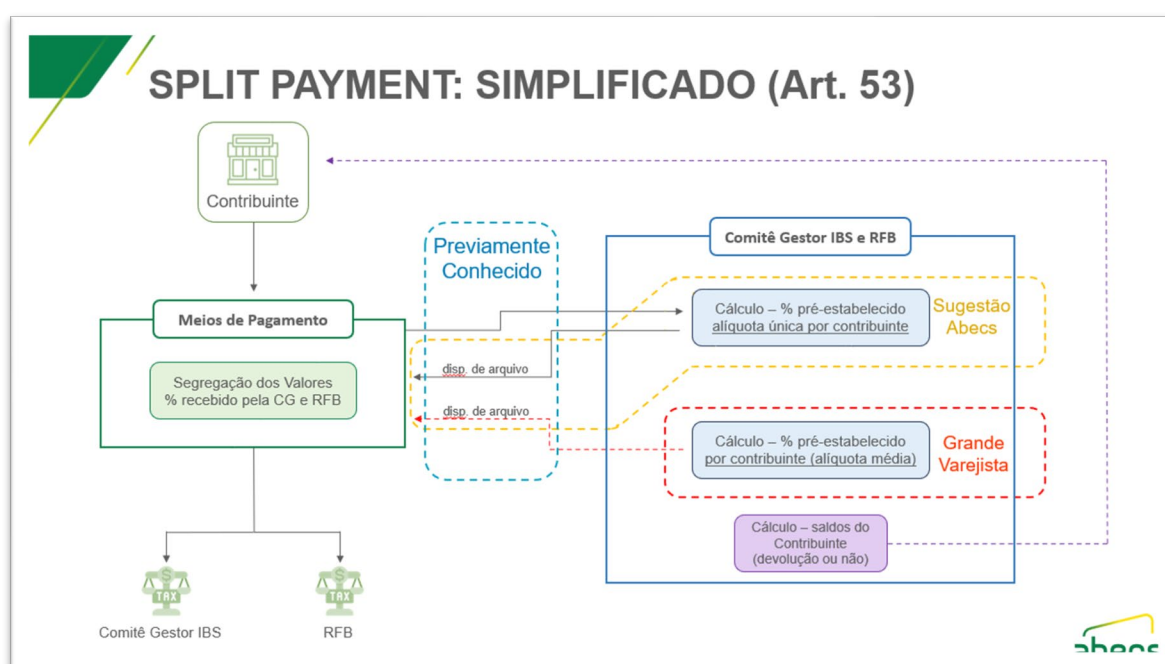 SPLIT PAYMENT: SIMPLIFICADO (Art. 53)
Contribuinte
Previamente
Conhecido
Comitê Gestor IBS e RFB
Meios de Pagamento
Segregação dos Valores
% recebido pela CG e RFB
Cálculo – % pré-estabelecido
alíquota única por contribuinte
Sugestão
Abecs
disp. de arquivo
disp. de arquivo
Cálculo – % pré-estabelecido
por contribuinte (alíquota média)
Grande
Varejista
Cálculo – saldos do
Contribuinte
(devolução ou não)
$
TAX
$
TAX
Comitê Gestor IBS
RFB
abecs